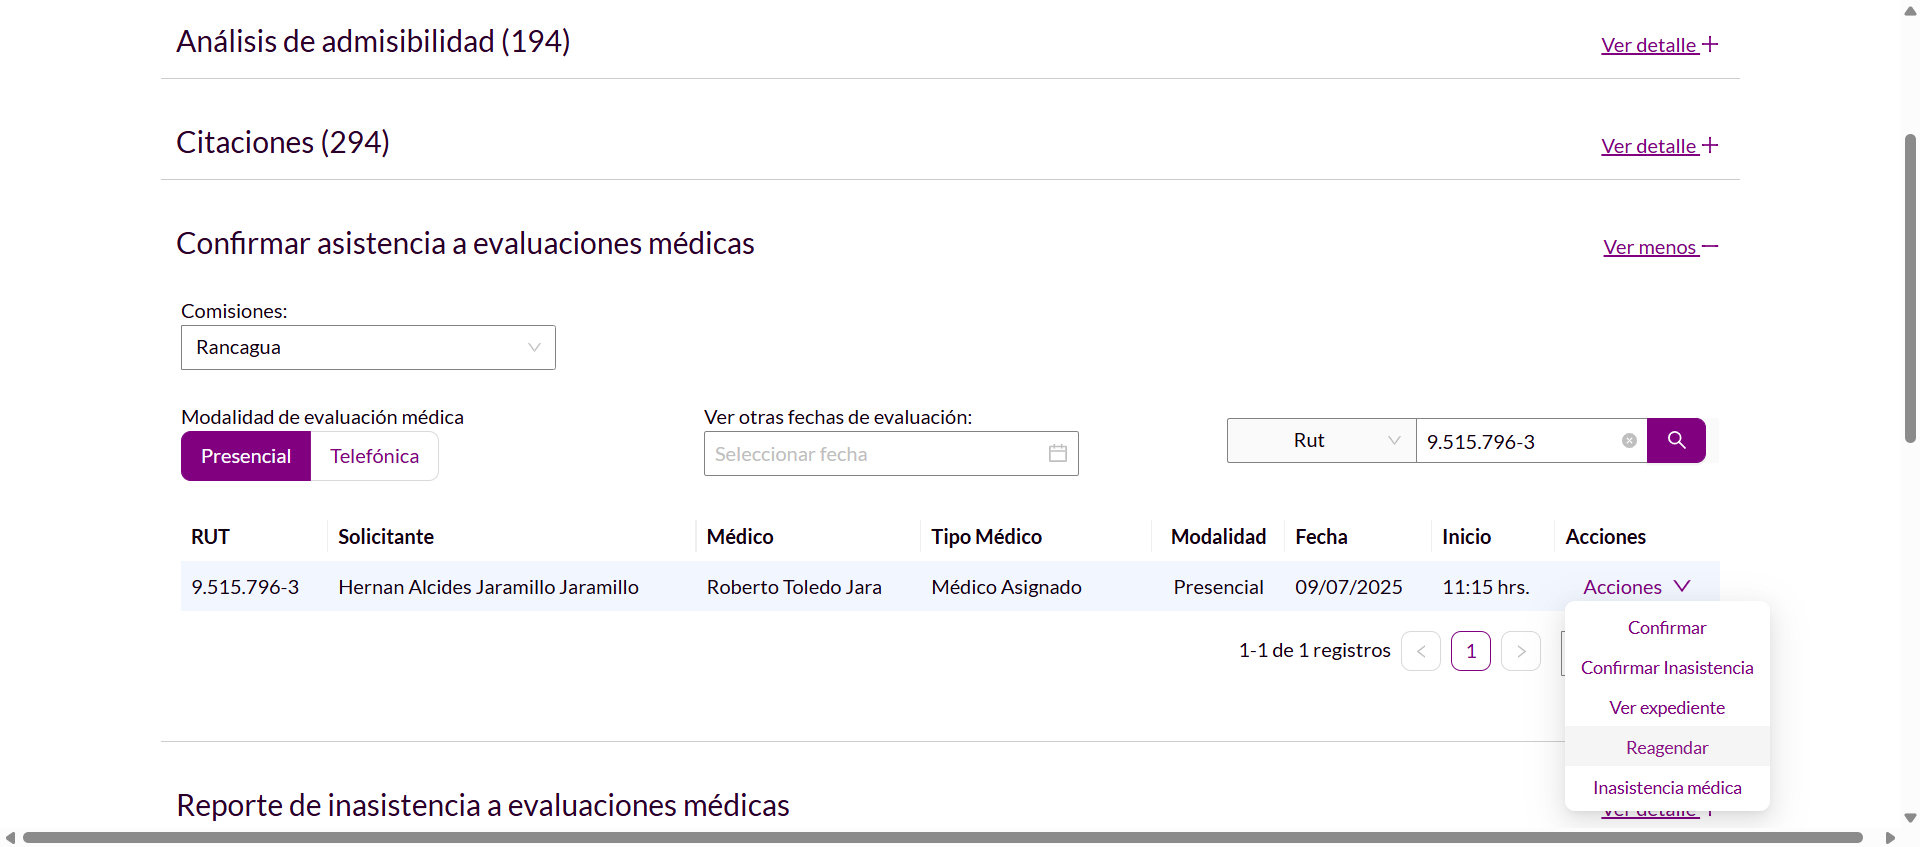 Análisis de admisibilidad (194)
Ver detalle
Citaciones (294)
Ver detalle
Confirmar asistencia a evaluaciones médicas
Ver menos
Comisiones:
Rancagua
Modalidad de evaluación médica
Presencial Telefónica
Ver otras fechas de evaluación:
Seleccionar fecha
Rut 9.515.796-3
RUT Solicitante Médico Tipo Médico Modalidad Fecha Inicio Acciones
9.515.796-3 Hernan Alcides Jaramillo Jaramillo Roberto Toledo Jara Médico Asignado Presencial 09/07/2025 11:15 hrs. Acciones
1-1 de 1 registros < 1 >
Confirmar
Confirmar Inasistencia
Ver expediente
Reagendar
Inasistencia médica
Reporte de inasistencia a evaluaciones médicas
Ver detalle